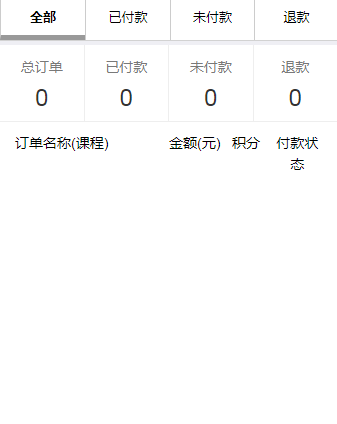 全部 已付款 未付款 退款
总订单 已付款 未付款 退款
0 0 0 0
订单名称(课程) 金额(元) 积分 付款状
态